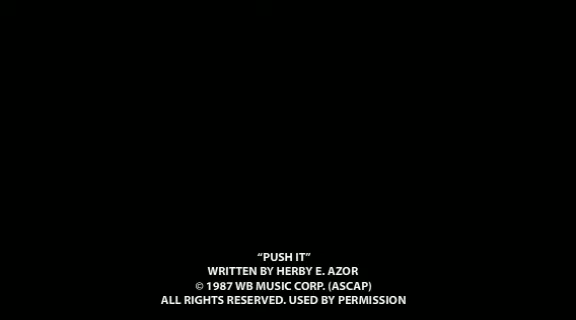 “PUSH IT”
WRITTEN BY HERBY E. AZOR
© 1987 WB MUSIC CORP. (ASCAP)
ALL RIGHTS RESERVED. USED BY PERMISSION